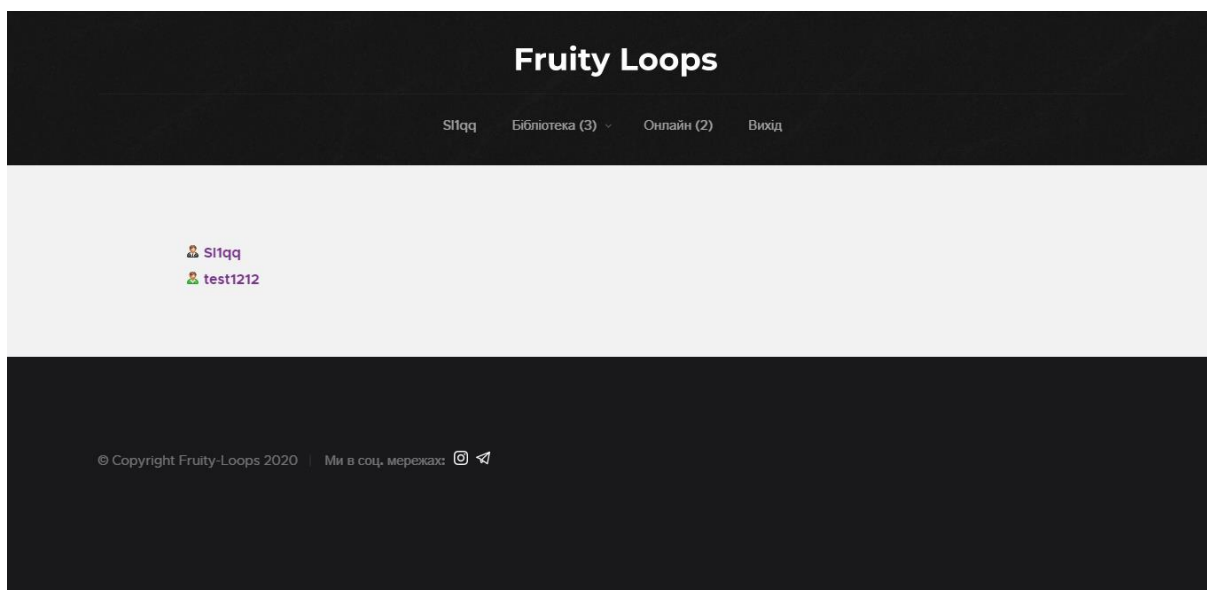 Fruity Loops
Sl1qq Бібліотека (3) Онлайн (2) Вихід
Sl1qq
test1212
© Copyright Fruity-Loops 2020 | Ми в соц. мережах: